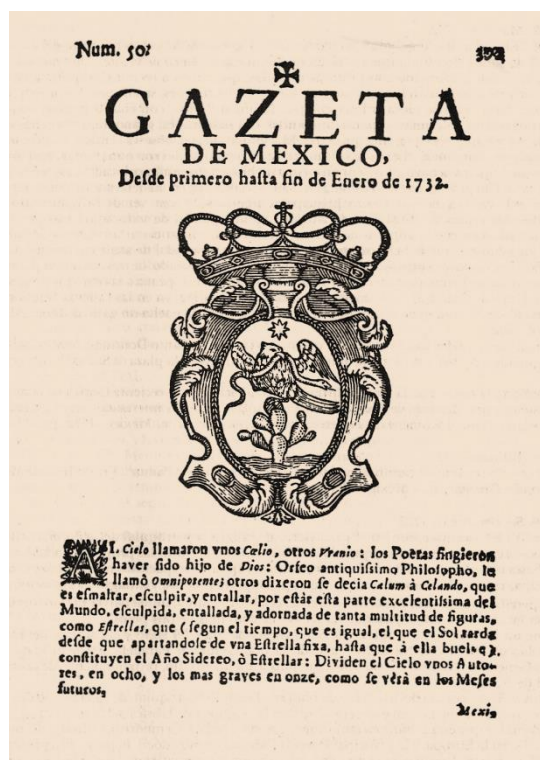 Num. 50.
GAZETA
DE MEXICO,
Desde primero hasta fin de Enero de 1732.
AL Cielo llamaron vnos Cœlio, otros Vranio: los Poëtas fingieron
haver sido hijo de Dios: Orfeo antiquissimo Philosopho, le
llamò Omnipotente; otros dixeron se decia Cælum à Celando, que
es esmaltar, esculpir, y entallar, por estàr esta parte excelentissima del
Mundo, esculpida, entallada, y adornada de tanta multitud de figuras,
como Estrellas, que ( segun el tiempo, que es igual, el que el Sol tarda
desde que apartandose de vna Estrella fixa, hasta que à ella buelve).
constituyen el Año Sidereo, ò Estrellar: Dividen el Cielo vnos Auto-
res, en ocho, y los mas graves en onze, como se verà en los Meses
futuros,
Mexi-